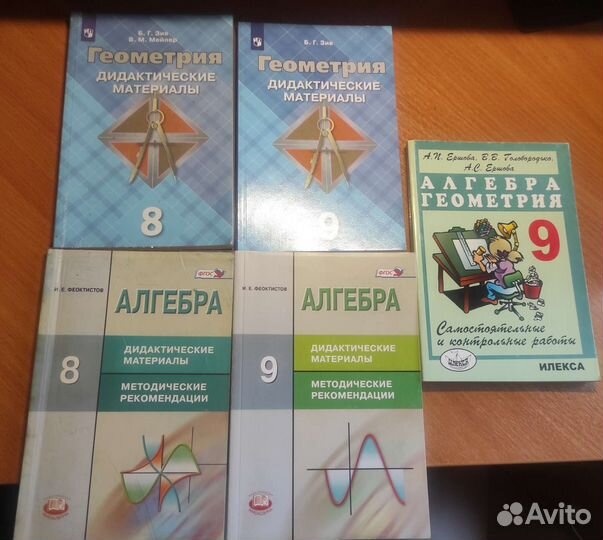 Б. Г. Зив
В. М. Мейлер
Геометрия
ДИДАКТИЧЕСКИЕ
МАТЕРИАЛЫ
8
Б. Г. Зив
Геометрия
ДИДАКТИЧЕСКИЕ
МАТЕРИАЛЫ
9
А.П. Ершова, В.В. Голобородько,
А.С. Ершова
АЛГЕБРА
ГЕОМЕТРИЯ
9
Самостоятельные
и контрольные работы
ИЛЕКСА
ФГОС
И. Е. ФЕОКТИСТОВ
АЛГЕБРА
8
ДИДАКТИЧЕСКИЕ
МАТЕРИАЛЫ
МЕТОДИЧЕСКИЕ
РЕКОМЕНДАЦИИ
ФГОС
И. Е. ФЕОКТИСТОВ
АЛГЕБРА
9
ДИДАКТИЧЕСКИЕ
МАТЕРИАЛЫ
МЕТОДИЧЕСКИЕ
РЕКОМЕНДАЦИИ
Avito